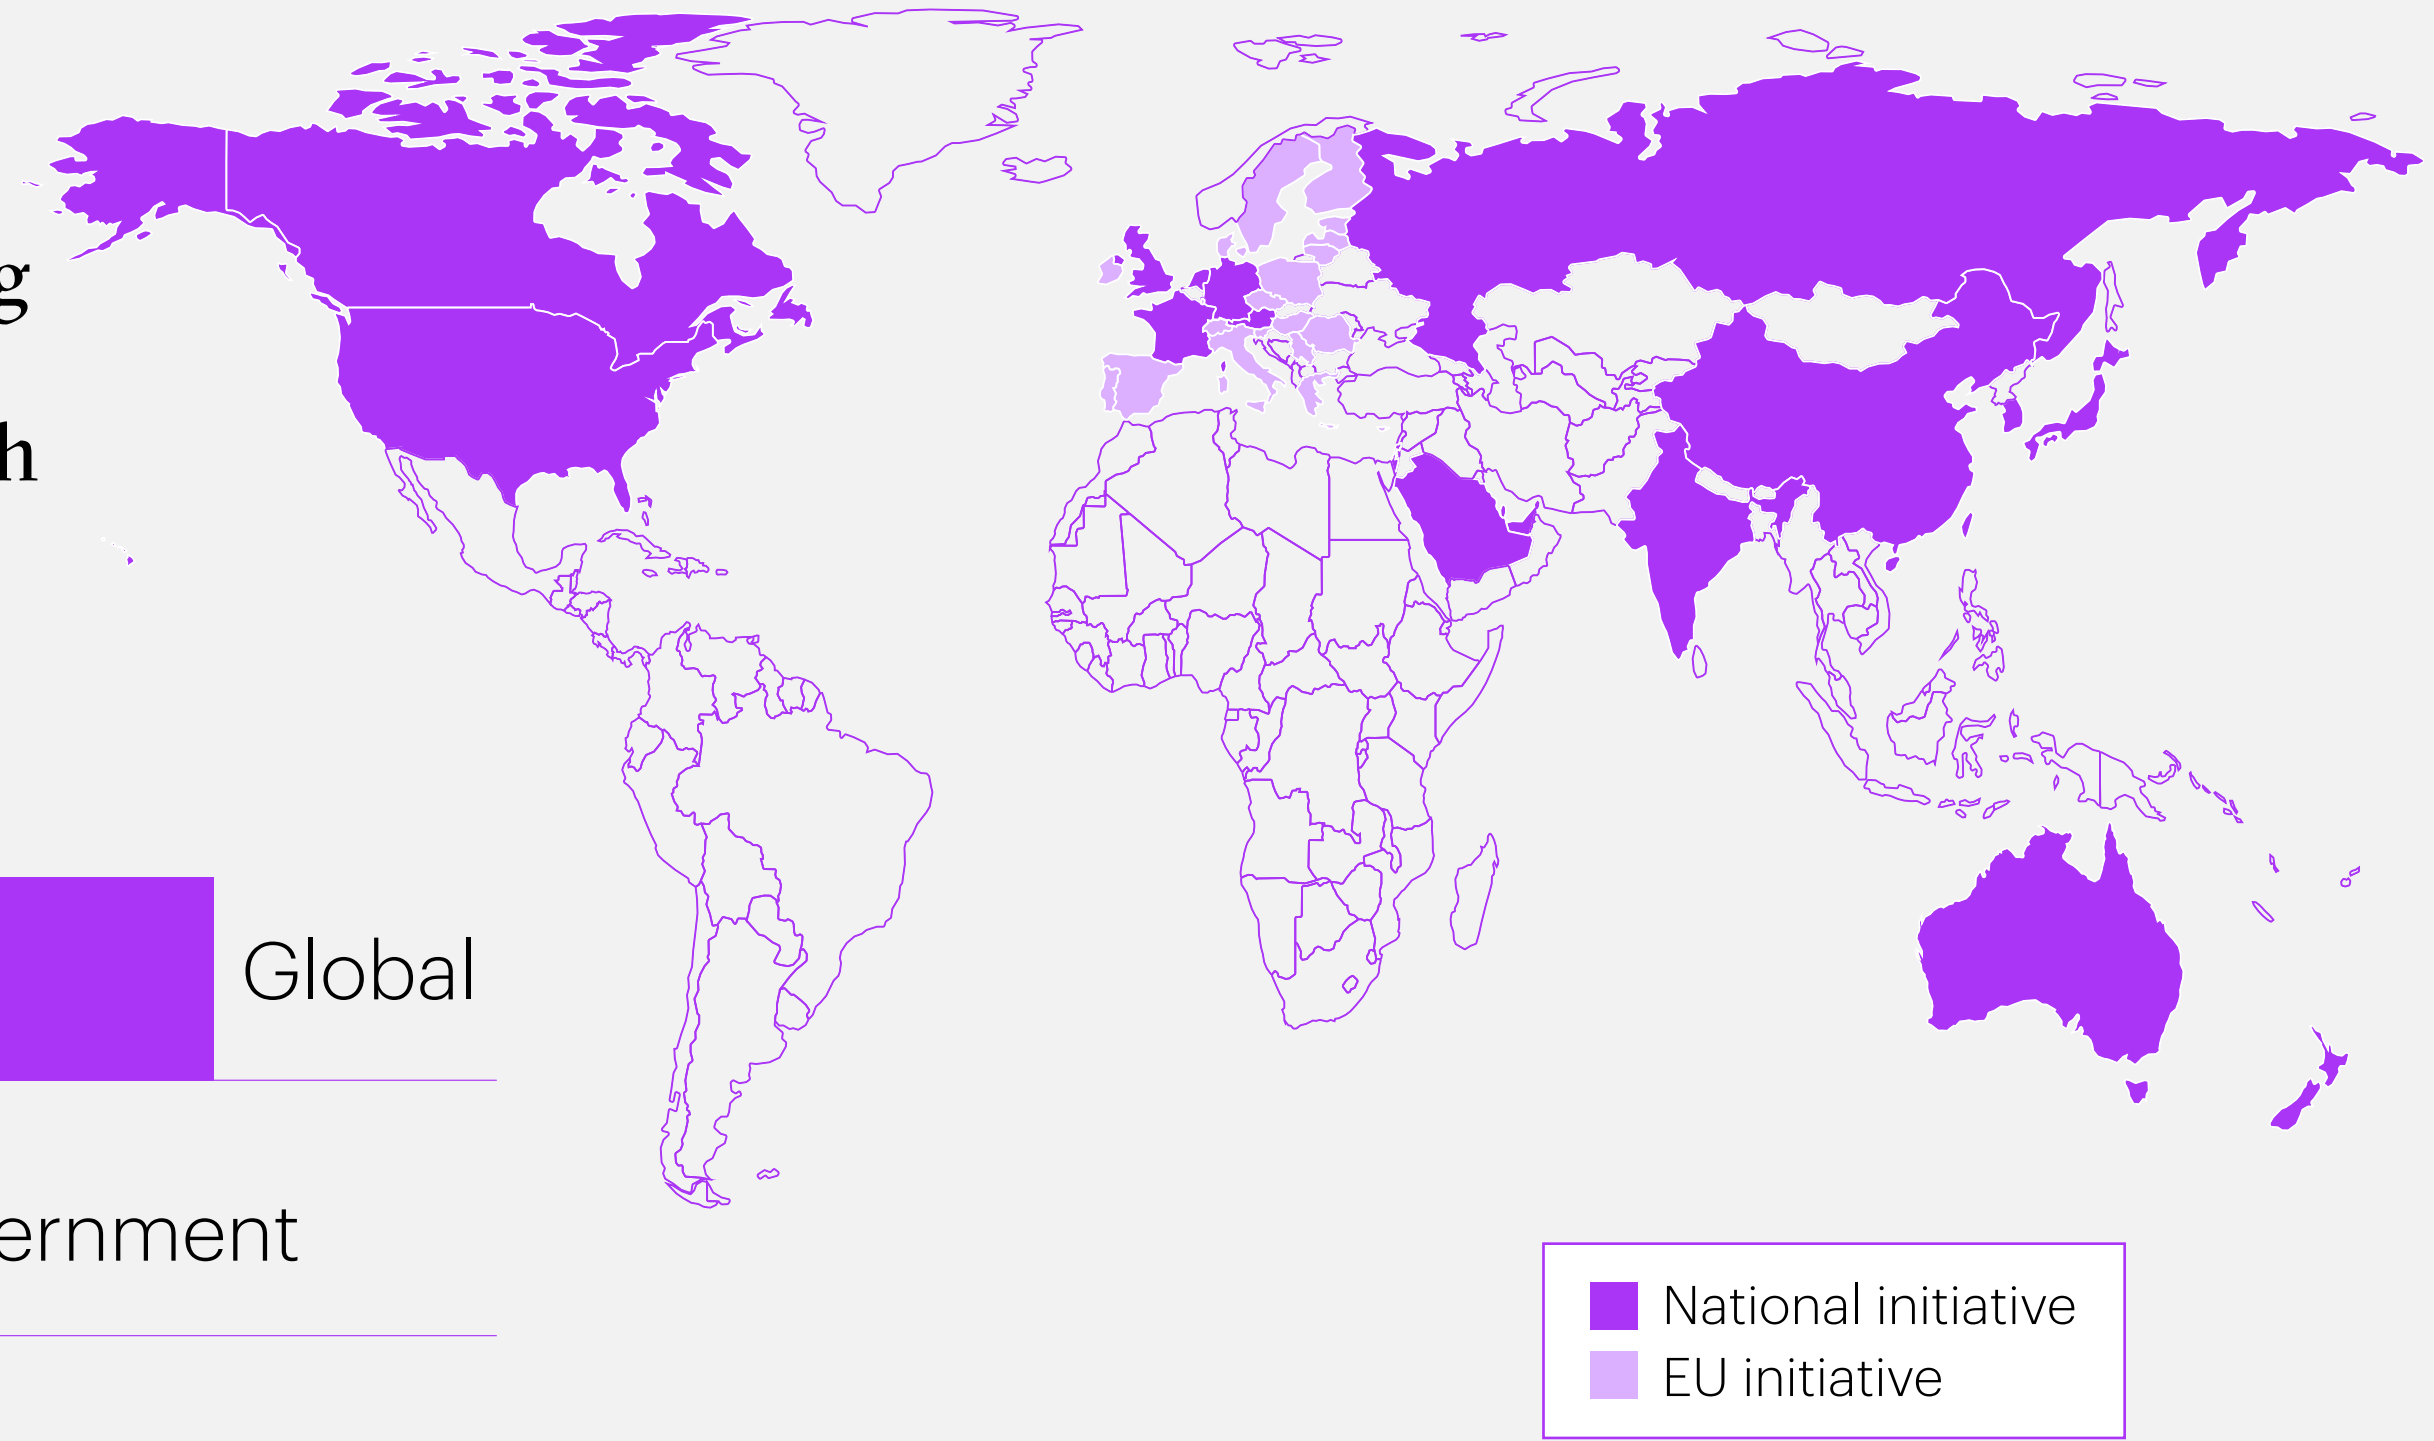 g
h
Global
ernment
National initiative
EU initiative